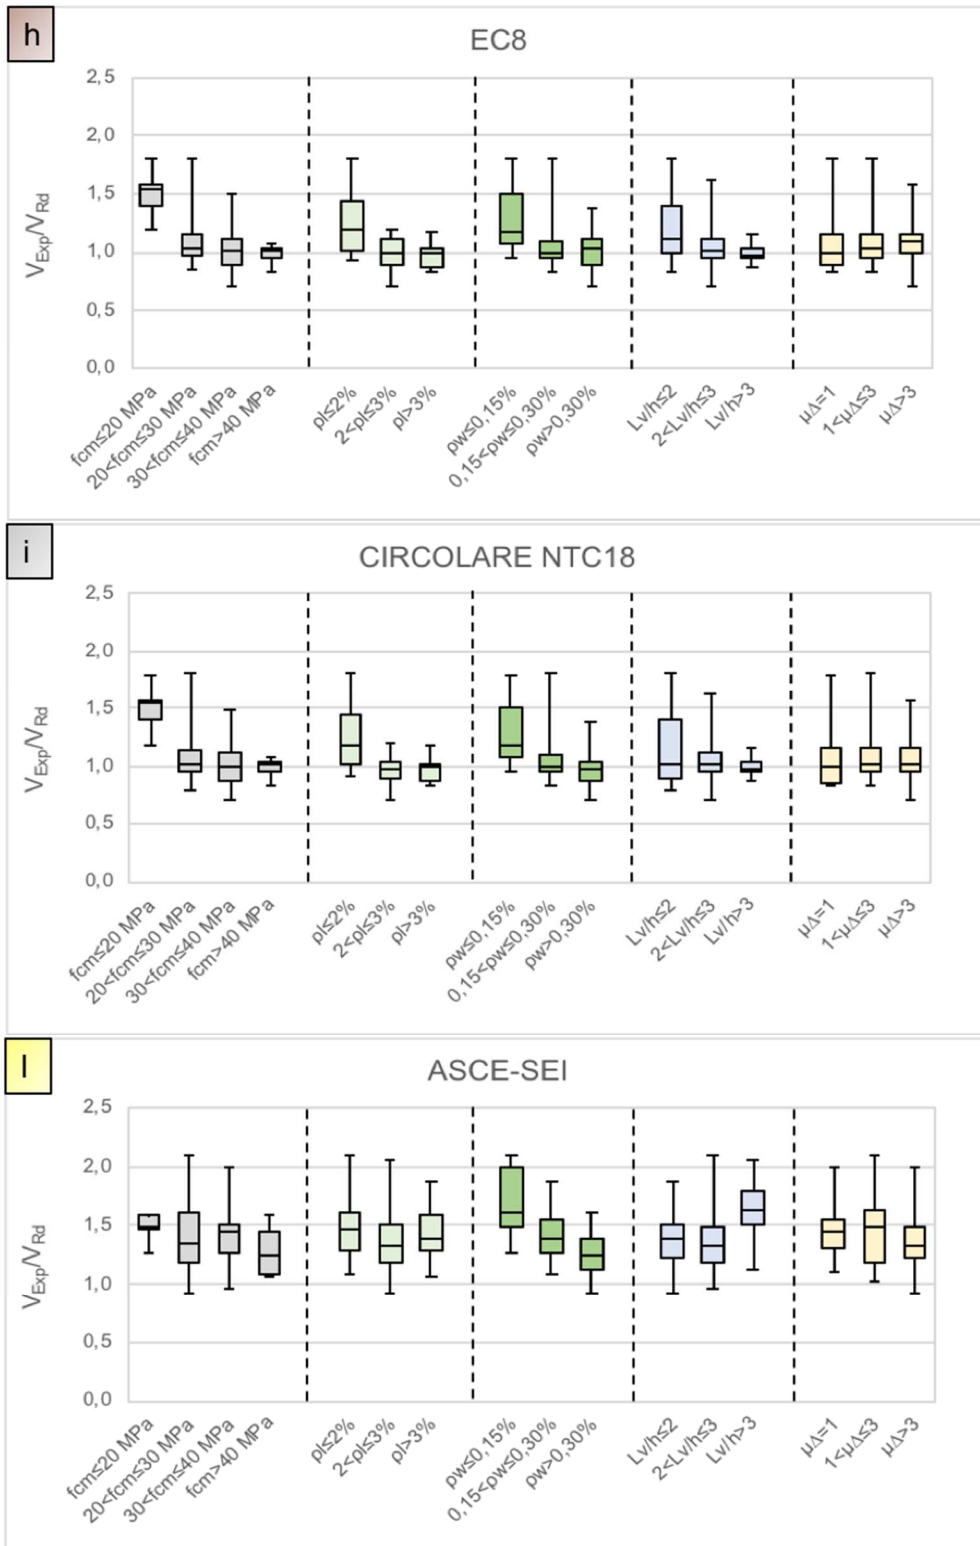 h
EC8
2,5
2,0
1,5
1,0
0,5
0,0
VExp/VRd
fcm≤20 MPa
20<fcm≤30 MPa
30<fcm≤40 MPa
fcm>40 MPa
ρl≤2%
2<ρl≤3%
ρl>3%
ρw≤0,15%
0,15<ρw≤0,30%
ρw>0,30%
Lv/h≤2
2<Lv/h≤3
Lv/h>3
μΔ=1
1<μΔ≤3
μΔ>3
i
CIRCOLARE NTC18
2,5
2,0
1,5
1,0
0,5
0,0
VExp/VRd
fcm≤20 MPa
20<fcm≤30 MPa
30<fcm≤40 MPa
fcm>40 MPa
ρl≤2%
2<ρl≤3%
ρl>3%
ρw≤0,15%
0,15<ρw≤0,30%
ρw>0,30%
Lv/h≤2
2<Lv/h≤3
Lv/h>3
μΔ=1
1<μΔ≤3
μΔ>3
l
ASCE-SEI
2,5
2,0
1,5
1,0
0,5
0,0
VExp/VRd
fcm≤20 MPa
20<fcm≤30 MPa
30<fcm≤40 MPa
fcm>40 MPa
ρl≤2%
2<ρl≤3%
ρl>3%
ρw≤0,15%
0,15<ρw≤0,30%
ρw>0,30%
Lv/h≤2
2<Lv/h≤3
Lv/h>3
μΔ=1
1<μΔ≤3
μΔ>3